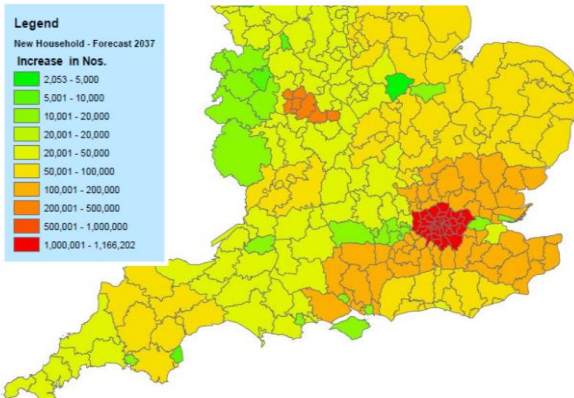 Legend
New Household - Forecast 2037
Increase in Nos.
2,053 - 5,000
5,001 - 10,000
10,001 - 20,000
20,001 - 20,000
20,001 - 50,000
50,001 - 100,000
100,001 - 200,000
200,001 - 500,000
500,001 - 1,000,000
1,000,001 - 1,166,202